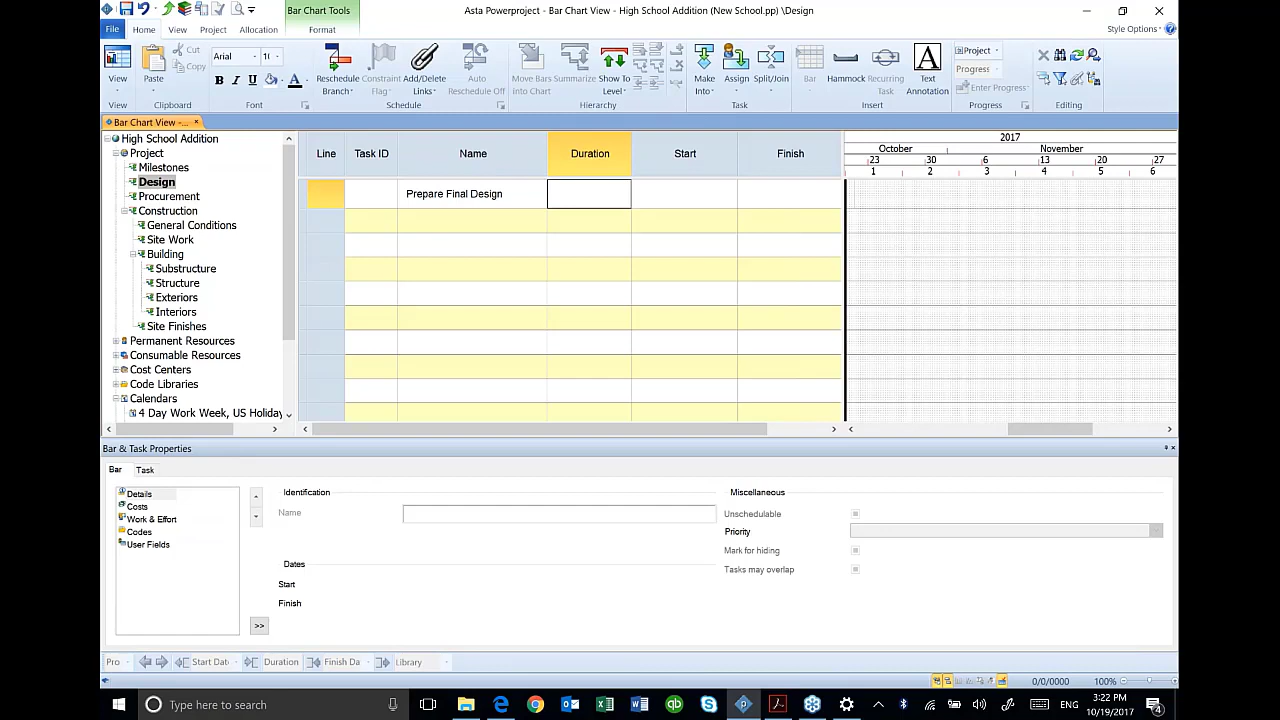 Bar Chart Tools
Asta Powerproject - Bar Chart View - High School Addition (New School.pp) \Des
File
Home
View
Project
Allocation
Format
Style Options
View
Paste
Cut
Copy
Arial
B I U A
Reschedule Branch
Constraint Flag
Add/Delete Links
Auto Reschedule Off
Move Bars into Chart
Summarize
Show To Level
Make Into
Assign
Split/Join
Bar
Hammock
Recurring Task
Text Annotation
Project
Progress
Enter Progress
View
Clipboard
Font
Schedule
Hierarchy
Task
Insert
Progress
Editing
Bar Chart View -...
High School Addition
Project
Milestones
Design
Procurement
Construction
General Conditions
Site Work
Building
Substructure
Structure
Exteriors
Interiors
Site Finishes
Permanent Resources
Consumable Resources
Cost Centers
Code Libraries
Calendars
4 Day Work Week, US Holiday
Line
Task ID
Name
Duration
Start
Finish
Prepare Final Design
2017
October
November
23 30 6 13 20 27
1 2 3 4 5 6
Bar & Task Properties
Bar
Task
Details
Costs
Work & Effort
Codes
User Fields
Identification
Name
Dates
Start
Finish
>>
Miscellaneous
Unschedulable
Priority
Mark for hiding
Tasks may overlap
Pro
Start Dat
Duration
Finish Da
Library
0/0/0000
100%
Type here to search
ENG
3:22 PM
10/19/2017
4